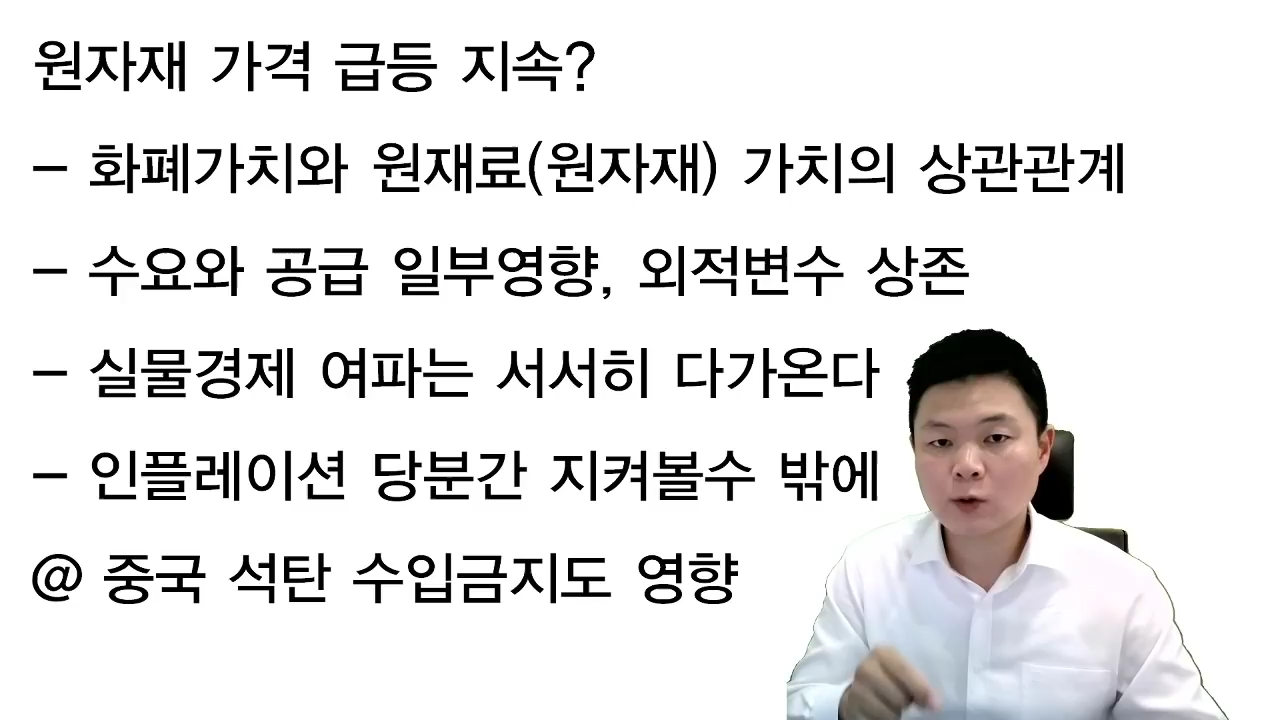 원자재 가격 급등 지속?
- 화폐가치와 원재료(원자재) 가치의 상관관계
- 수요와 공급 일부영향, 외적변수 상존
- 실물경제 여파는 서서히 다가온다
- 인플레이션 당분간 지켜볼수 밖에
@ 중국 석탄 수입금지도 영향